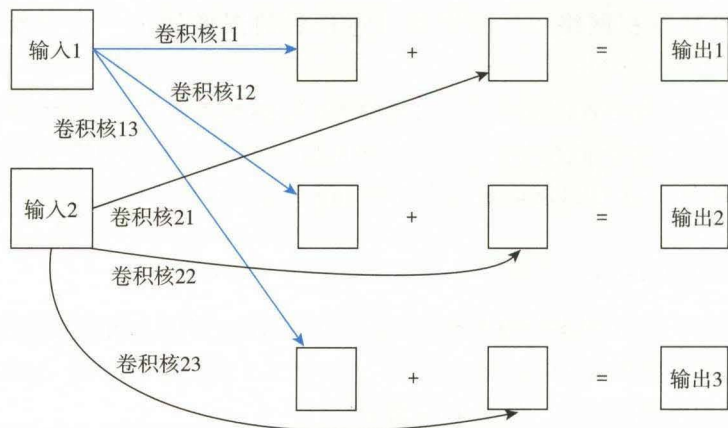 输入1
卷积核11
+
=
输出1
卷积核12
卷积核13
输入2
卷积核21
+
=
输出2
卷积核22
卷积核23
+
=
输出3